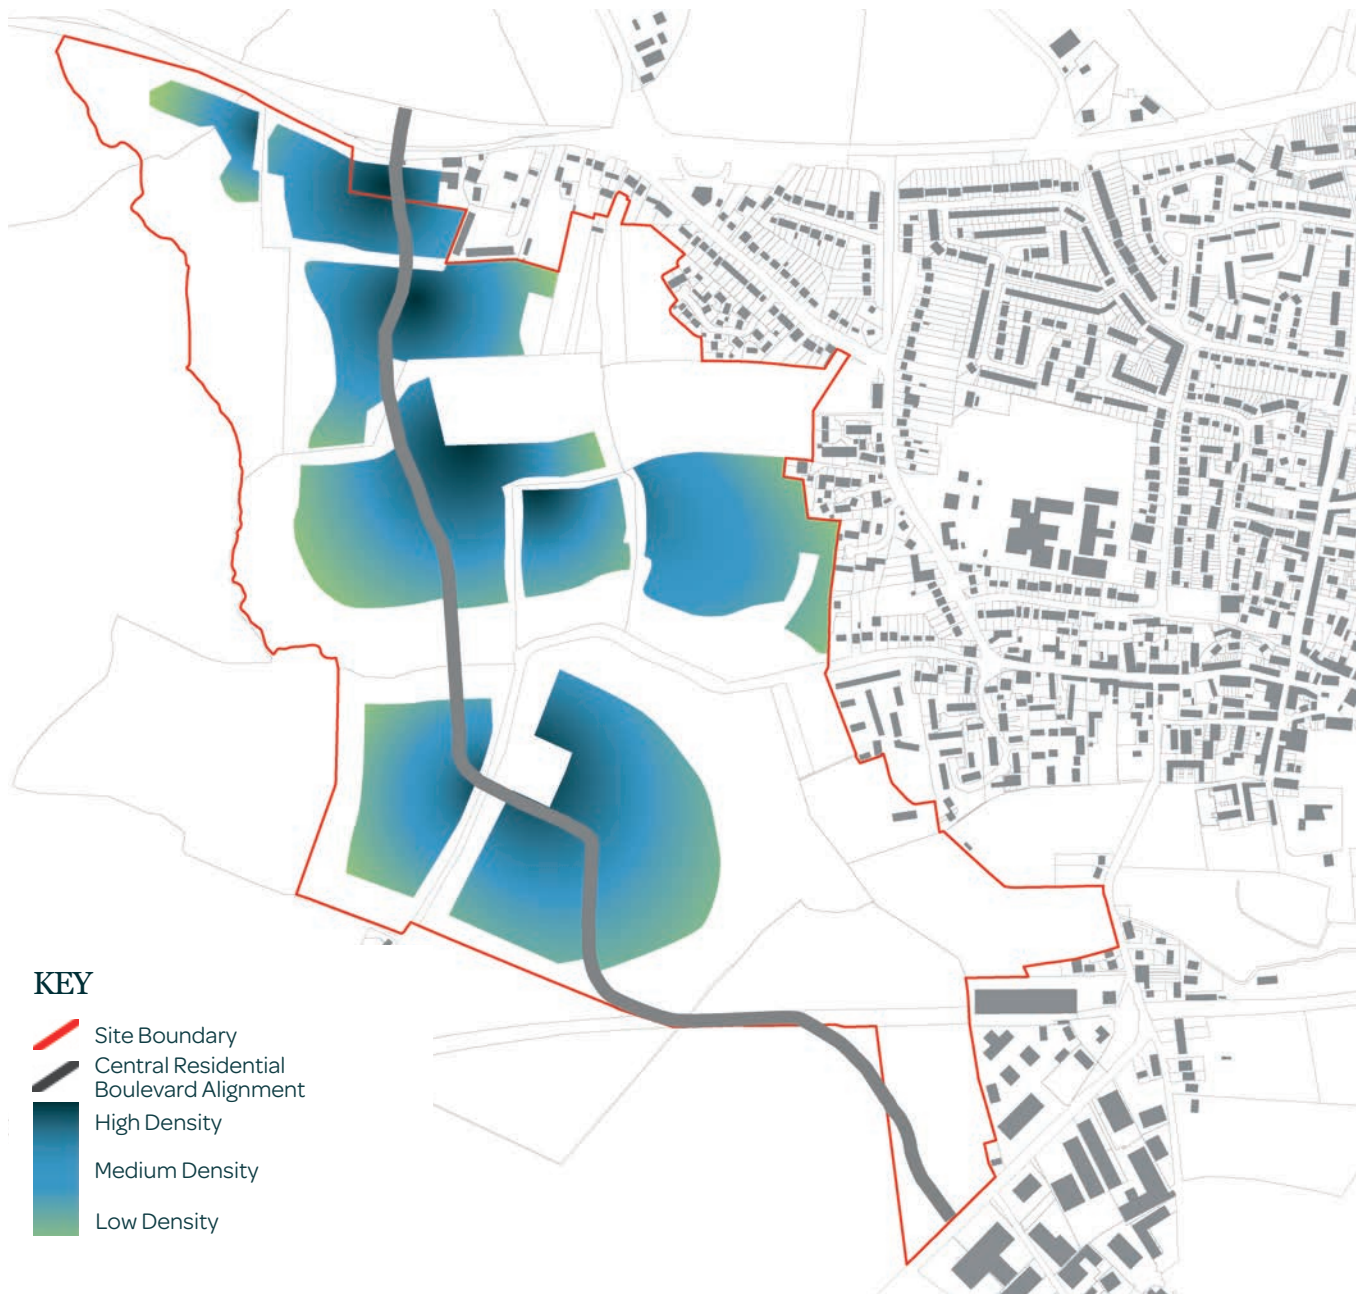 KEY
Site Boundary
Central Residential
Boulevard Alignment
High Density
Medium Density
Low Density